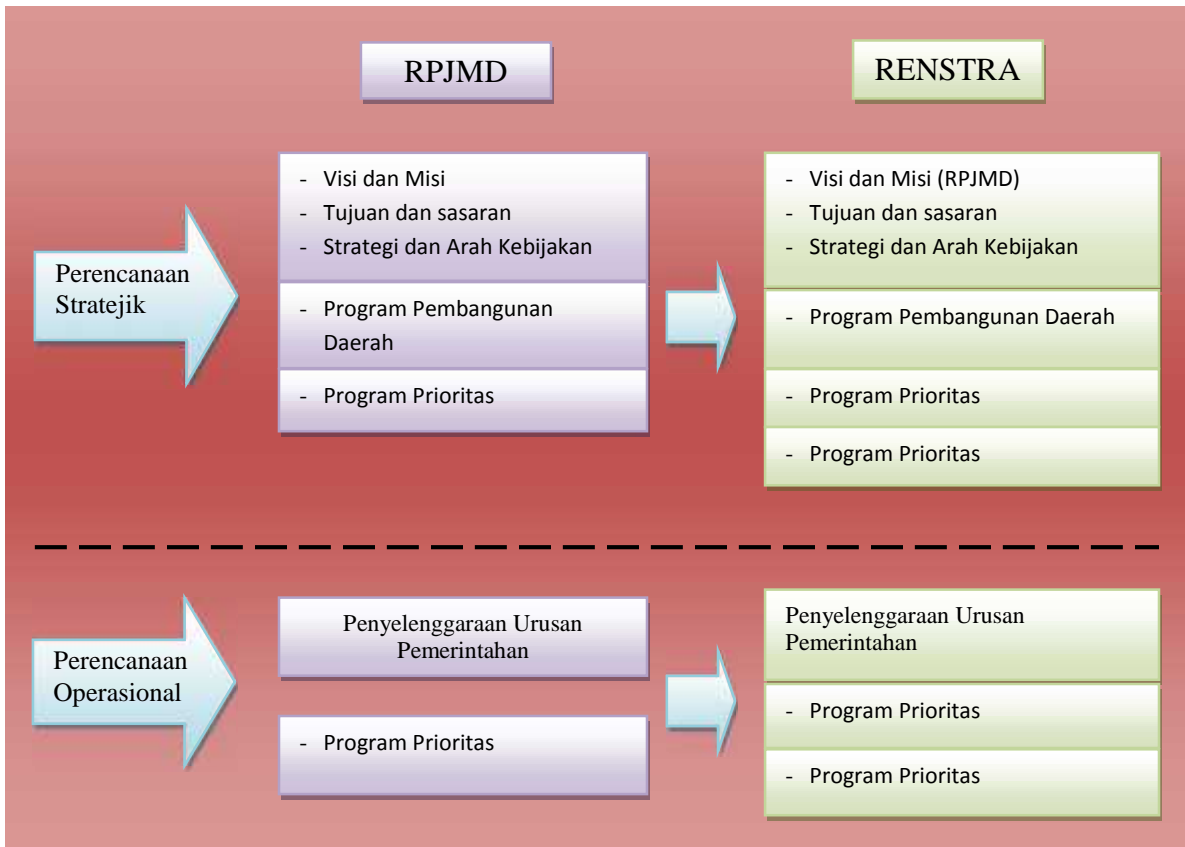 RPJMD
RENSTRA
Perencanaan
Stratejik
- Visi dan Misi
- Tujuan dan sasaran
- Strategi dan Arah Kebijakan
- Program Pembangunan
Daerah
- Program Prioritas
- Visi dan Misi (RPJMD)
- Tujuan dan sasaran
- Strategi dan Arah Kebijakan
- Program Pembangunan Daerah
- Program Prioritas
- Program Prioritas
Perencanaan
Operasional
Penyelenggaraan Urusan
Pemerintahan
- Program Prioritas
Penyelenggaraan Urusan
Pemerintahan
- Program Prioritas
- Program Prioritas